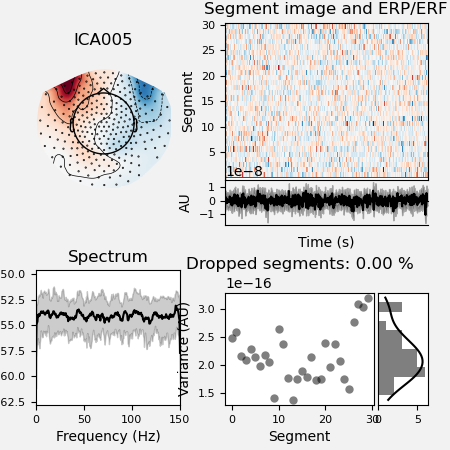 Segment image and ERP/ERF
ICA005
Segment
30
25
20
15
10
5
1e−8
AU
1
0
−1
Time (s)
Spectrum
50.0
52.5
55.0
57.5
60.0
62.5
0 50 100 150
Frequency (Hz)
Dropped segments: 0.00 %
1e−16
Variance (AU)
3.0
2.5
2.0
1.5
0 10 20 30
Segment
0 5